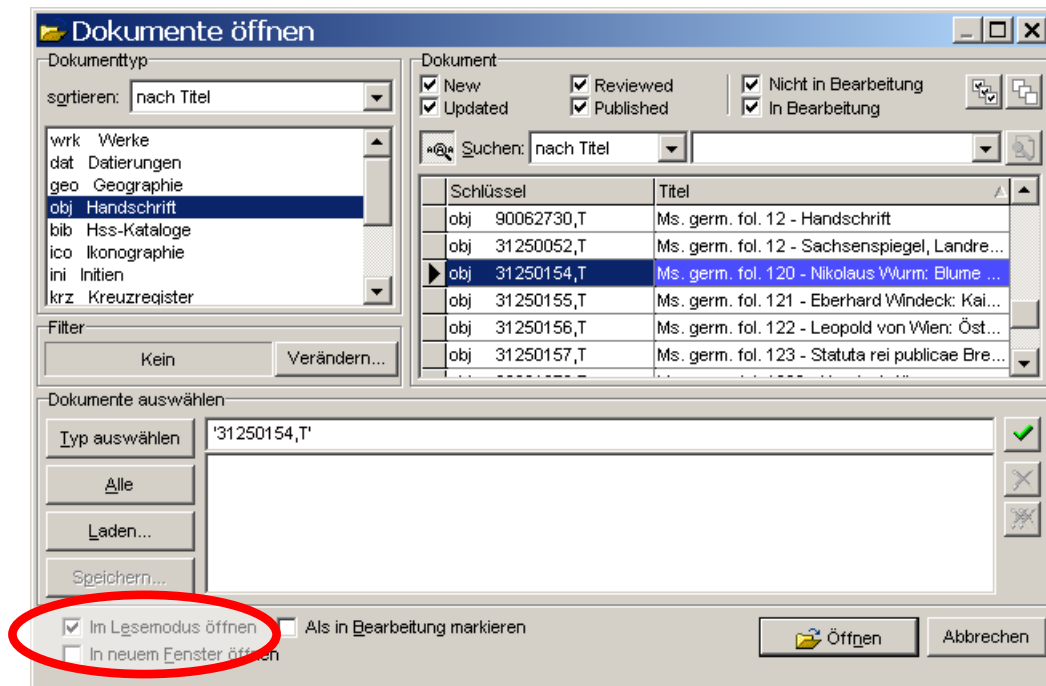 Dokumente öffnen
Dokumenttyp
sortieren: nach Titel
wrk Werke
dat Datierungen
geo Geographie
obj Handschrift
bib Hss-Kataloge
ico Ikonographie
ini Initien
krz Kreuzregister
Filter
Kein Verändern...
Dokument
New Reviewed Nicht in Bearbeitung
Updated Published In Bearbeitung
Suchen: nach Titel
Schlüssel Titel
obj 90062730,T Ms. germ. fol. 12 - Handschrift
obj 31250052,T Ms. germ. fol. 12 - Sachsenspiegel, Landre...
obj 31250154,T Ms. germ. fol. 120 - Nikolaus Wurm: Blume ...
obj 31250155,T Ms. germ. fol. 121 - Eberhard Windeck: Kai...
obj 31250156,T Ms. germ. fol. 122 - Leopold von Wien: Öst...
obj 31250157,T Ms. germ. fol. 123 - Statuta rei publicae Bre...
Dokumente auswählen
Typ auswählen '31250154,T'
Alle
Laden...
Speichern...
Im Lesemodus öffnen Als in Bearbeitung markieren
In neuem Fenster öffnen
Öffnen Abbrechen